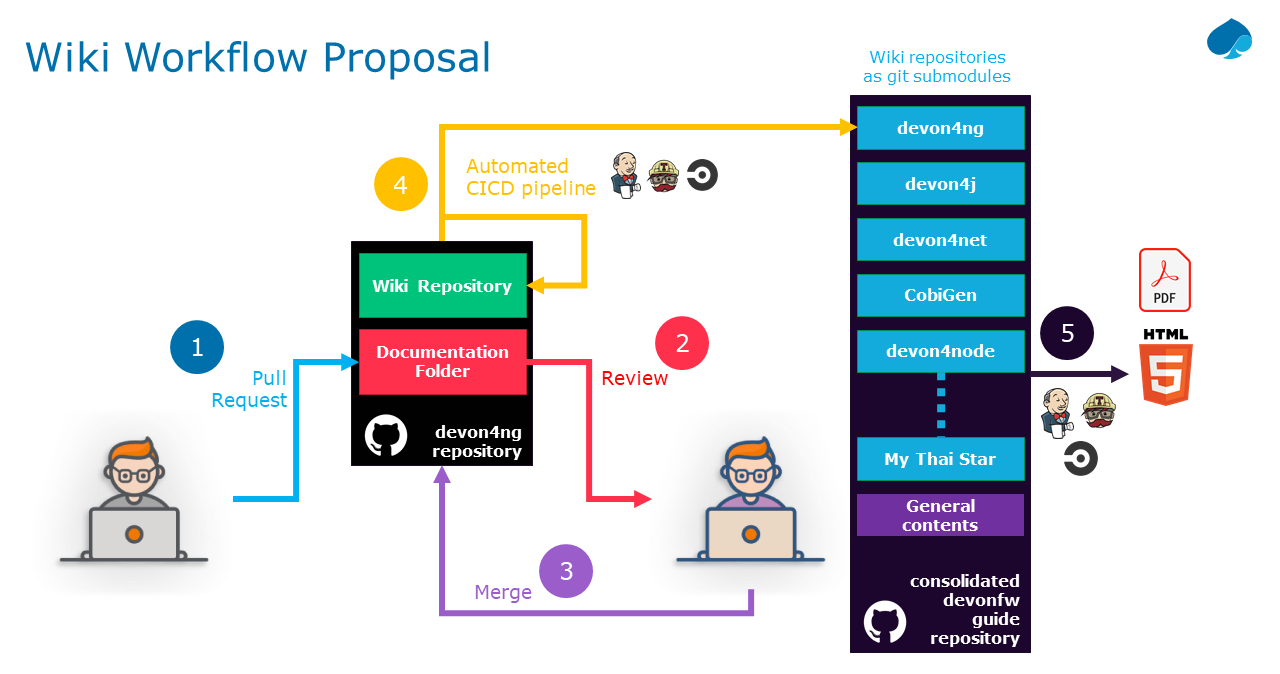 Wiki Workflow Proposal
Wiki repositories
as git submodules
devon4ng
devon4j
devon4net
CobiGen
devon4node
My Thai Star
General
contents
consolidated
devonfw
guide
repository
4
Automated
CICD pipeline
T
Wiki Repository
Documentation
Folder
devon4ng
repository
1
Pull
Request
2
Review
3
Merge
5
T
PDF
HTML
5